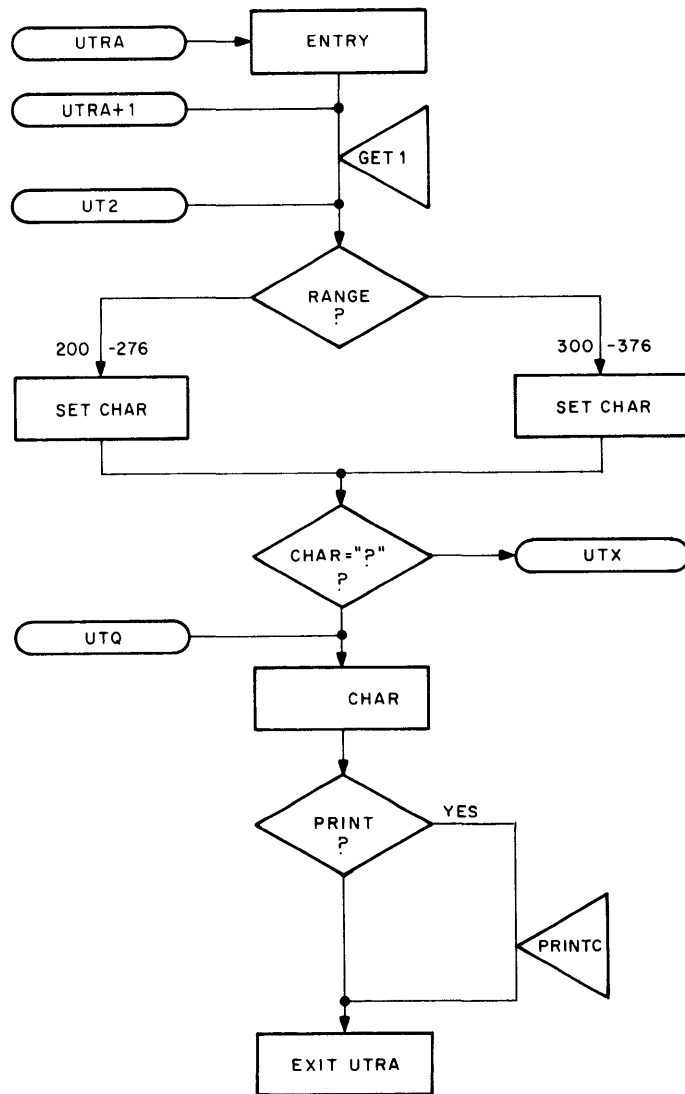 UTRA
ENTRY
UTRA+1
GET 1
UT2
RANGE
?
200 -276
300 -376
SET CHAR
SET CHAR
CHAR="?"
?
UTX
UTQ
CHAR
PRINT
?
YES
PRINTC
EXIT UTRA